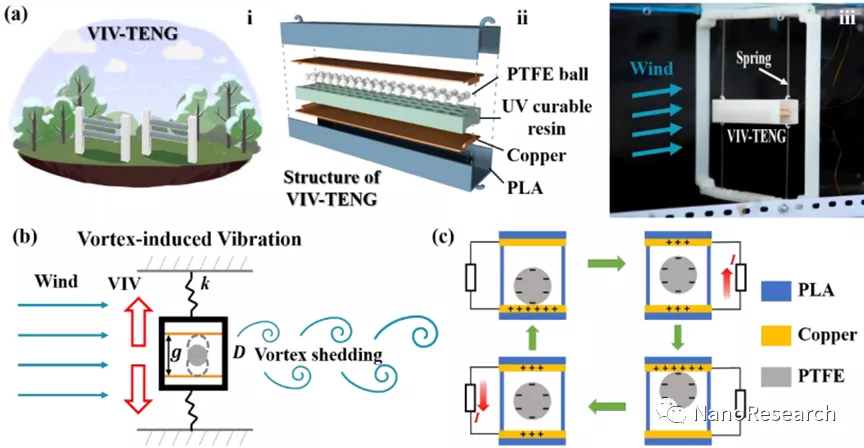 (a)
VIV-TENG
i
ii
PTFE ball
UV curable
resin
Copper
PLA
Structure of
VIV-TENG
iii
Wind
Spring
VIV-TENG
(b)
Vortex-induced Vibration
Wind
VIV
k
g
D
Vortex shedding
(c)
- - - - - -
+ + + + + +
+ + +
- - - - - -
+ + +
I
+ + + + + +
- - - - - -
+ + +
- - - - - -
+ + +
I
PLA
Copper
PTFE
NanoResearch